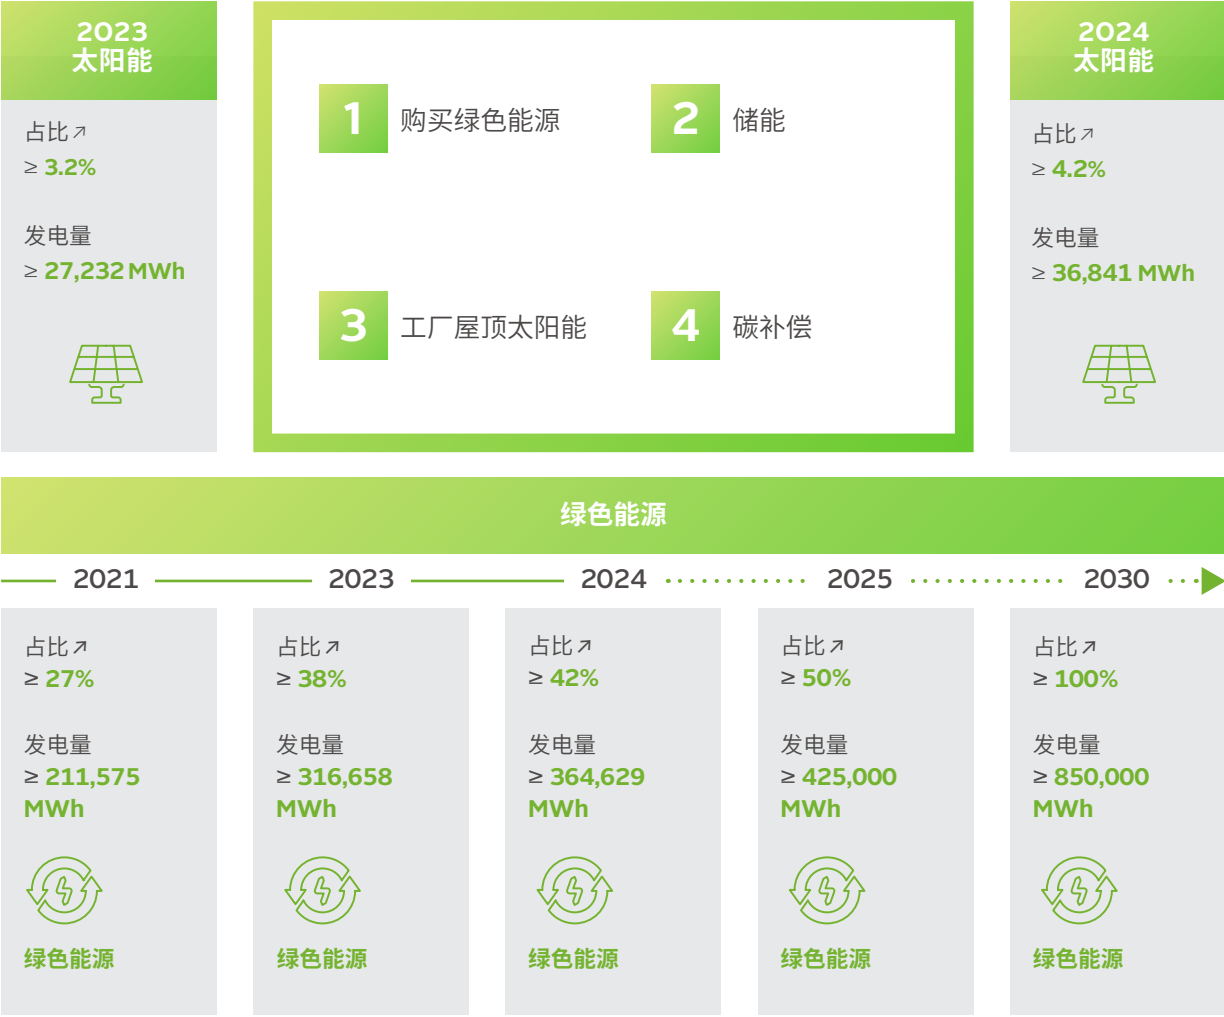 2023
太阳能
占比↗
≥ 3.2%
发电量
≥ 27,232 MWh
1 购买绿色能源
2 储能
3 工厂屋顶太阳能
4 碳补偿
2024
太阳能
占比↗
≥ 4.2%
发电量
≥ 36,841 MWh
绿色能源
2021
2023
2024
2025
2030
占比↗
≥ 27%
发电量
≥ 211,575
MWh
绿色能源
占比↗
≥ 38%
发电量
≥ 316,658
MWh
绿色能源
占比↗
≥ 42%
发电量
≥ 364,629
MWh
绿色能源
占比↗
≥ 50%
发电量
≥ 425,000
MWh
绿色能源
占比↗
≥ 100%
发电量
≥ 850,000
MWh
绿色能源